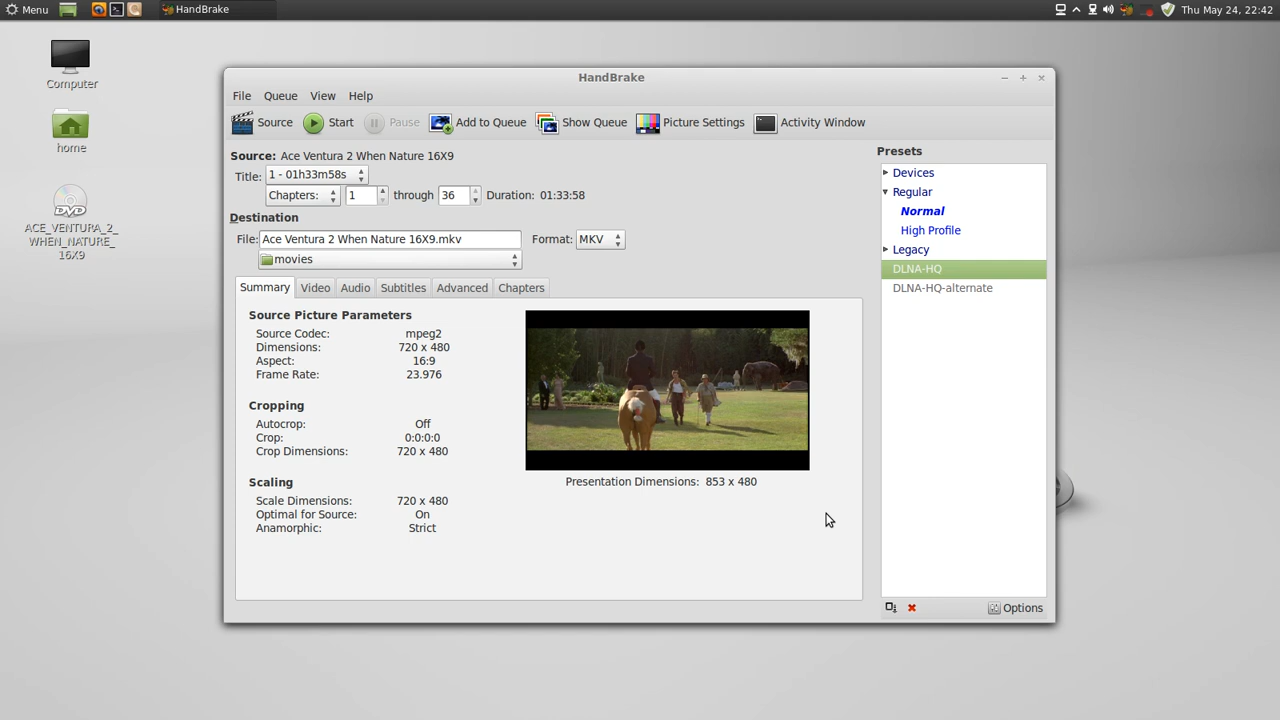 Menu HandBrake Thu May 24, 22:42
Computer
home
ACE_VENTURA_2_
WHEN_NATURE_
16X9
HandBrake
File Queue View Help
Source Start Pause Add to Queue Show Queue Picture Settings Activity Window
Source: Ace Ventura 2 When Nature 16X9
Title: 1 - 01h33m58s
Chapters: 1 through 36 Duration: 01:33:58
Destination
File: Ace Ventura 2 When Nature 16X9.mkv Format: MKV
movies
Summary Video Audio Subtitles Advanced Chapters
Source Picture Parameters
Source Codec: mpeg2
Dimensions: 720 x 480
Aspect: 16:9
Frame Rate: 23.976
Cropping
Autocrop: Off
Crop: 0:0:0:0
Crop Dimensions: 720 x 480
Scaling
Scale Dimensions: 720 x 480
Optimal for Source: On
Anamorphic: Strict
Presentation Dimensions: 853 x 480
Presets
Devices
Regular
Normal
High Profile
Legacy
DLNA-HQ
DLNA-HQ-alternate
Options
DVD